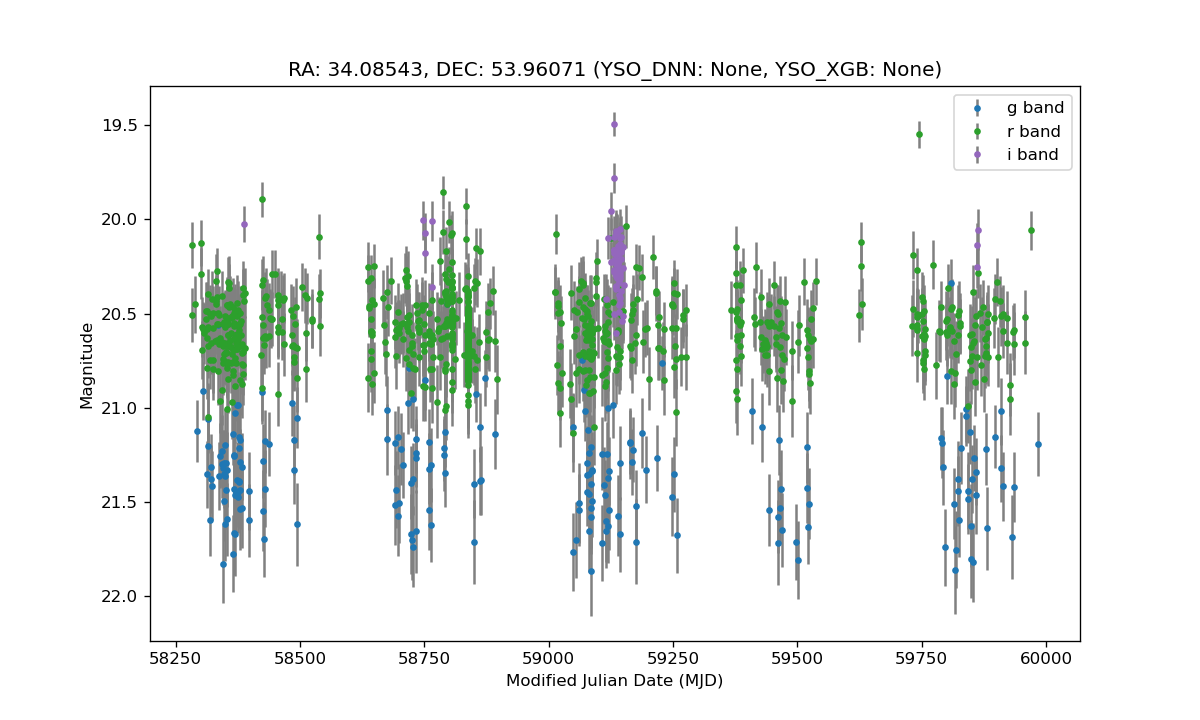 RA: 34.08543, DEC: 53.96071 (YSO_DNN: None, YSO_XGB: None)
g band
r band
i band
19.5
20.0
20.5
21.0
21.5
22.0
Magnitude
58250 58500 58750 59000 59250 59500 59750 60000
Modified Julian Date (MJD)